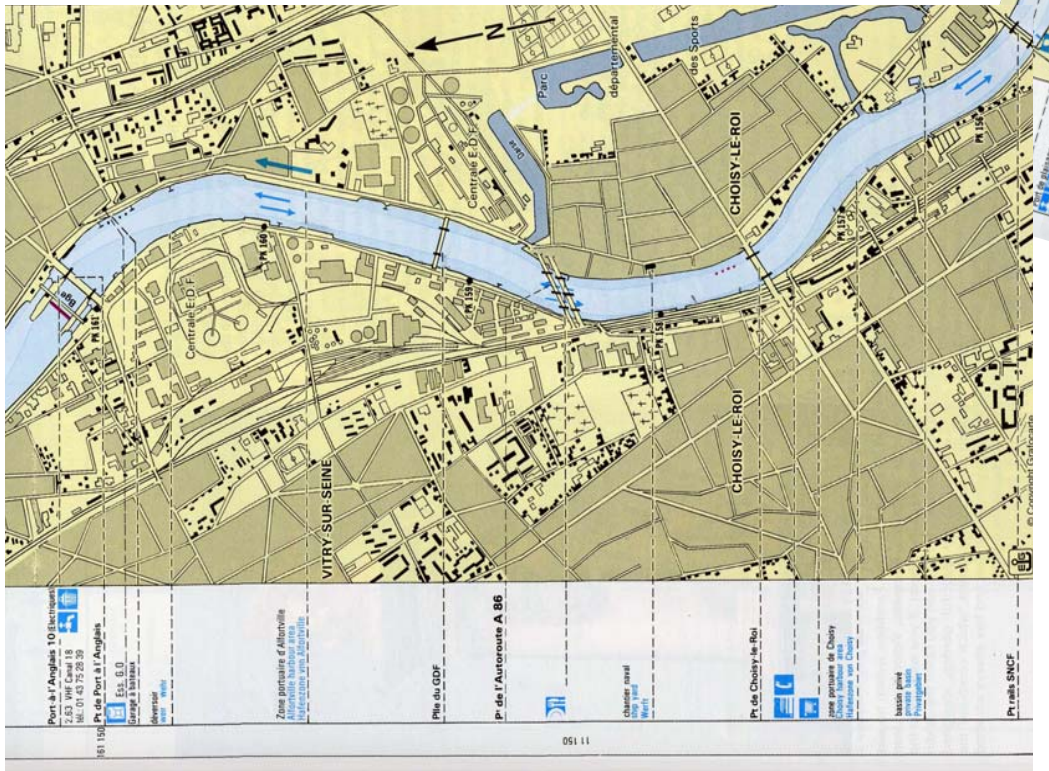 Port-à-l'Anglais 10 (Electriques)
2,63 VHF Canal 18
tél.: 01 43 75 28 39
161 150
Pt de Port à l'Anglais
Ess. G.O
Garage à bateaux
déversoir
weir Wehr
Zone portuaire d'Alfortville
Alfortville harbour area
Hafenzone von Alfortville
Pile du GDF
Pt de l'Autoroute A 86
chantier naval
ship yard
Werft
Pt de Choisy-le-Roi
zone portuaire de Choisy
Choisy harbour area
Hafenzone von Choisy
bassin privé
private basin
Privatgebiet
Pt rails SNCF
11 150
Bge
PK 161
Centrale E.D.F
PK 160
VITRY-SUR-SEINE
N
Centrale E.D.F
Darse
PK 159
Parc
départemental
des Sports
PK 158
CHOISY-LE-ROI
CHOISY-LE-ROI
PK 157
PK 156
© Copyright Grafocarte